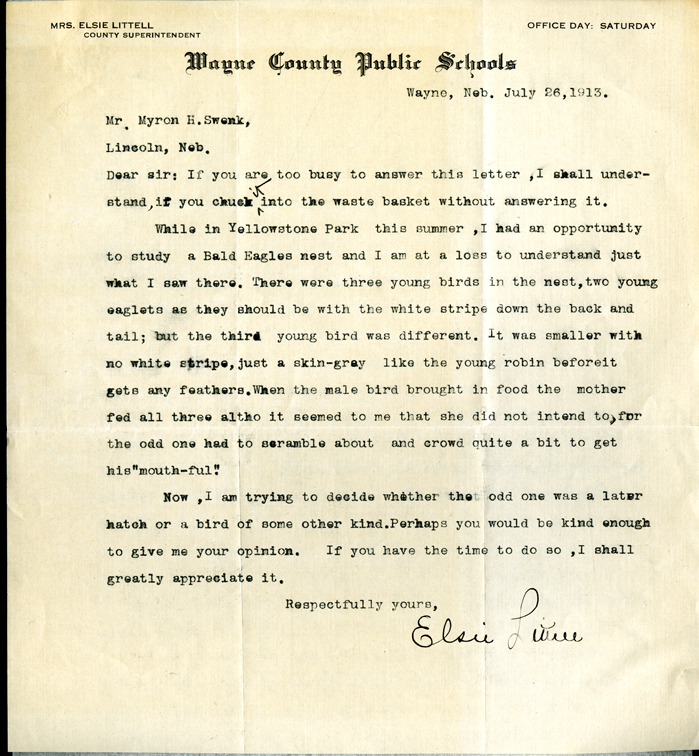 MRS. ELSIE LITTELL
COUNTY SUPERINTENDENT
OFFICE DAY: SATURDAY
Wayne County Public Schools
Wayne, Neb. July 26,1913.
Mr. Myron H.Swenk,
Lincoln, Neb.
Dear sir: If you are too busy to answer this letter ,I shall under-
it
stand,if you chuck into the waste basket without answering it.
While in Yellowstone Park this summer ,I had an opportunity
to study a Bald Eagles nest and I am at a loss to understand just
what I saw there. There were three young birds in the nest,two young
eaglets as they should be with the white stripe down the back and
tail; but the third young bird was different. It was smaller with
no white stripe,just a skin-gray like the young robin beforeit
gets any feathers.When the male bird brought in food the mother
fed all three altho it seemed to me that she did not intend to,for
the odd one had to scramble about and crowd quite a bit to get
his"mouth-ful"!
Now ,I am trying to decide whether the odd one was a later
hatch or a bird of some other kind.Perhaps you would be kind enough
to give me your opinion. If you have the time to do so ,I shall
greatly appreciate it.
Respectfully yours,
Elsie Littell